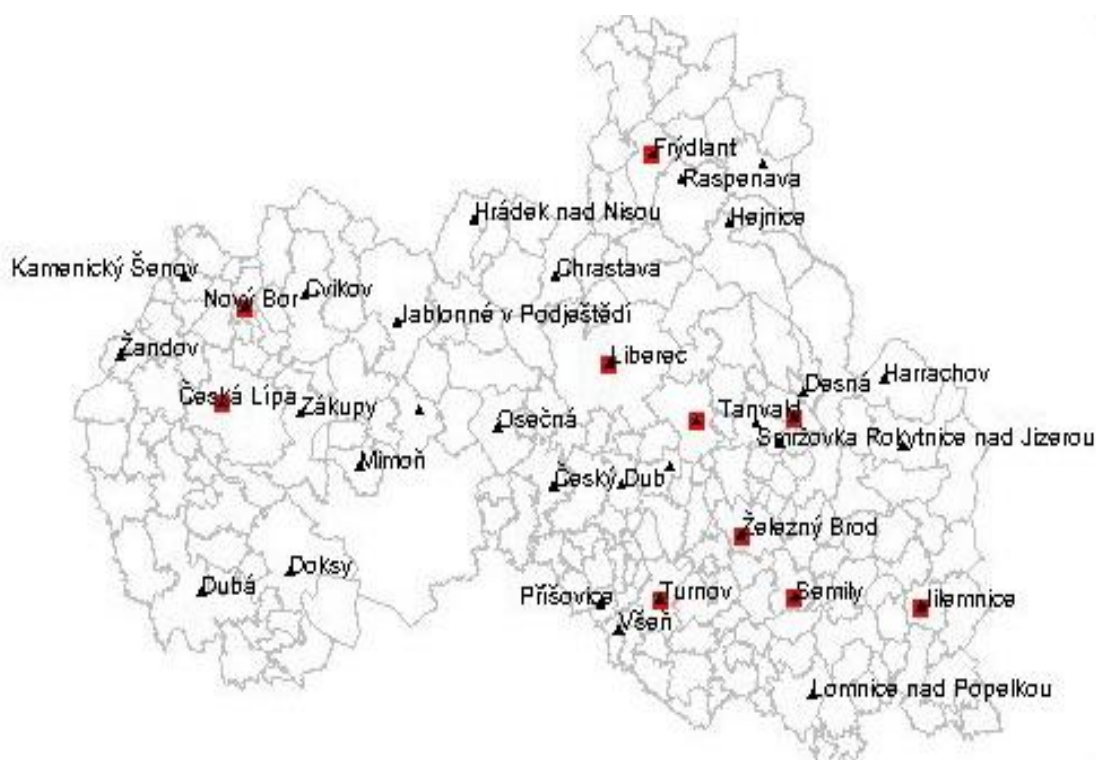 Frýdlant
Raspenava
Hrádek nad Nisou
Hejnice
Kamenický Šenov
Chrastava
Nový Bor
Cvikov
Jablonné v Podještědí
Žandov
Liberec
Harrachov
Desná
Česká Lípa
Zákupy
Tanvald
Osečná
Smržovka
Rokytnice nad Jizerou
Mimoň
Český Dub
Železný Brod
Doksy
Dubá
Příšovice
Turnov
Semily
Jilemnice
Všeň
Lomnice nad Popelkou